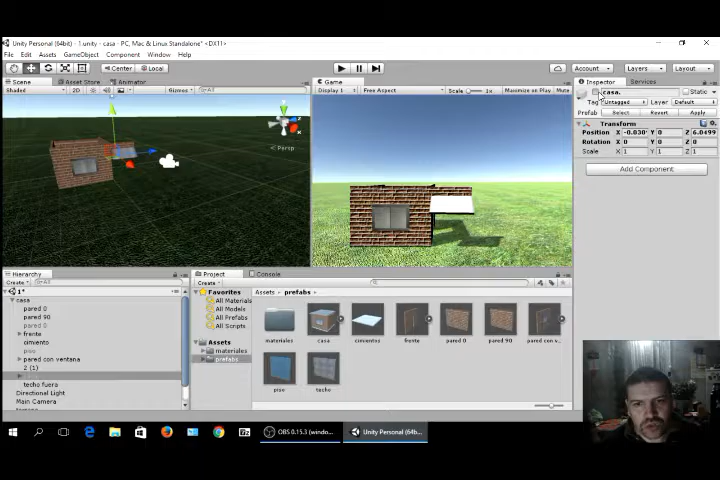 Unity Personal (64bit) - 1.unity - casa - PC, Mac & Linux Standalone* <DX11>
File Edit Assets GameObject Component Window Help
Center Local Account Layers Layout
Scene Asset Store Animator Game Inspector Services
Shaded 2D Gizmos All Display 1 Free Aspect Scale 1x Maximize on Play
casa. Static
Tag Untagged Layer Default
Prefab Select Revert Apply
Transform
Position X -0.830 Y 0 Z 6.0499
Rotation X 0 Y 0 Z 0
Scale X 1 Y 1 Z 1
Add Component
Persp
Hierarchy Project Console
Create All Create
1*
casa
pared 0
pared 90
pared 0
frente
cimiento
piso
pared con ventana
2 (1)
techo fuera
Directional Light
Main Camera
Favorites
All Materials
All Models
All Prefabs
All Scripts
Assets
materiales
prefabs
Assets prefabs
materiales casa cimientos frente pared 0 pared 90 pared con v...
piso techo
OBS 0.15.3 (windo... Unity Personal (64b...